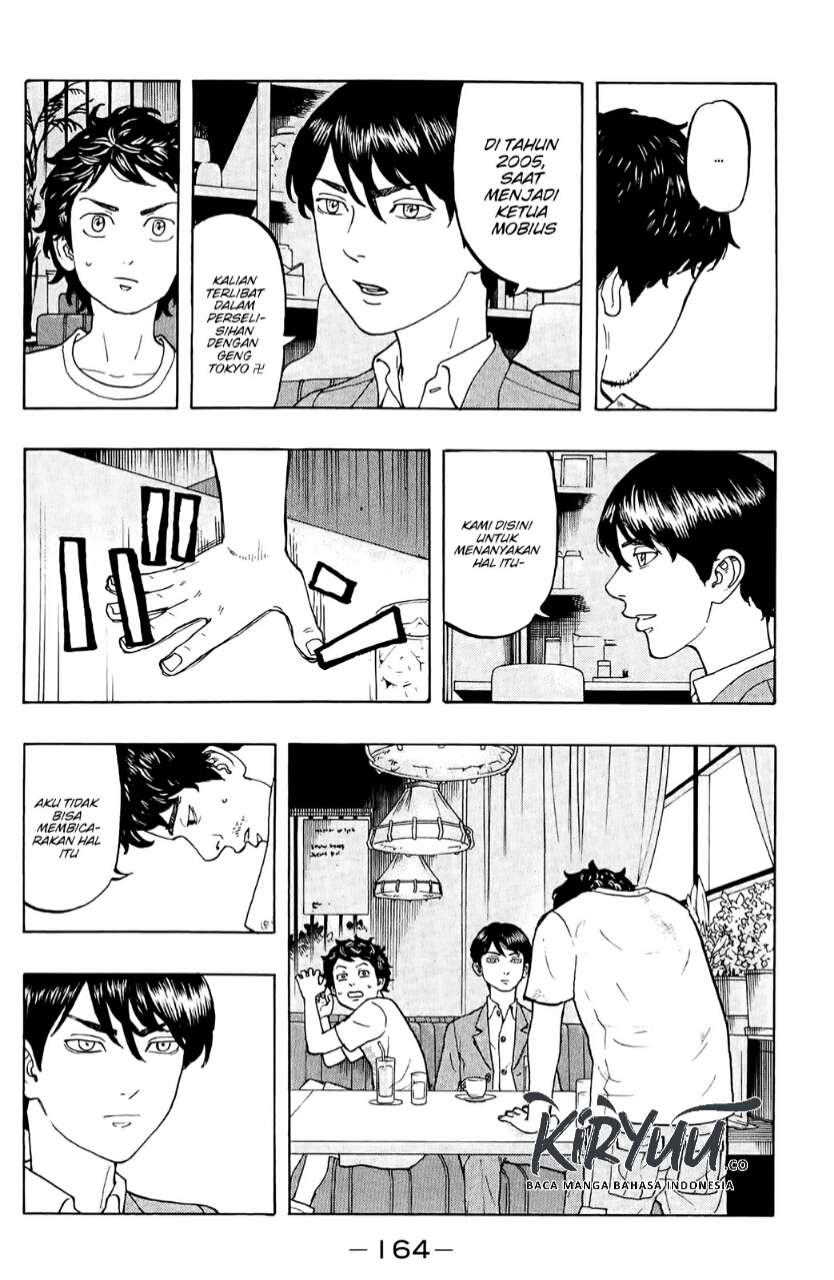 ...
DI TAHUN
2005,
SAAT
MENJADI
KETUA
MOBIUS
KALIAN
TERLIBAT
DALAM
PERSELI-
SIHAN
DENGAN
GENG
TOKYO 卍
KAMI DISINI
UNTUK
MENANYAKAN
HAL ITU-
AKU TIDAK
BISA
MEMBICA-
RAKAN HAL
ITU
KIRYUU.CO
BACA MANGA BAHASA INDONESIA
-164-